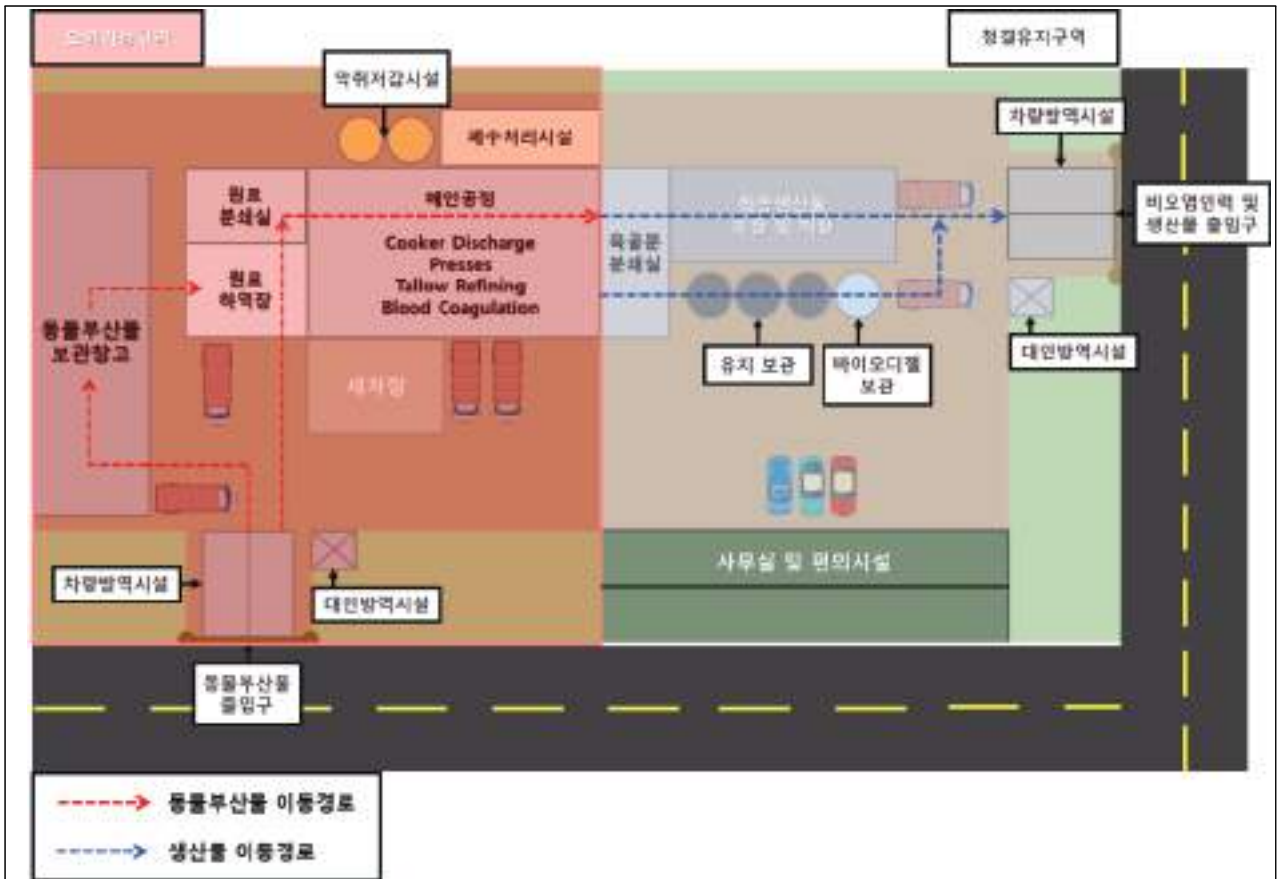 청결유지구역
악취저감시설
차량방역시설
폐수처리시설
원료
분쇄실
메인공정
비오염인력 및
생산물 출입구
Cooker Discharge
Presses
Tallow Refining
Blood Coagulation
육골분
분쇄실
원료
하역장
동물부산물
보관창고
대인방역시설
유지 보관
바이오디젤
보관
세차장
사무실 및 편의시설
차량방역시설
대인방역시설
동물부산물
출입구
동물부산물 이동경로
생산물 이동경로